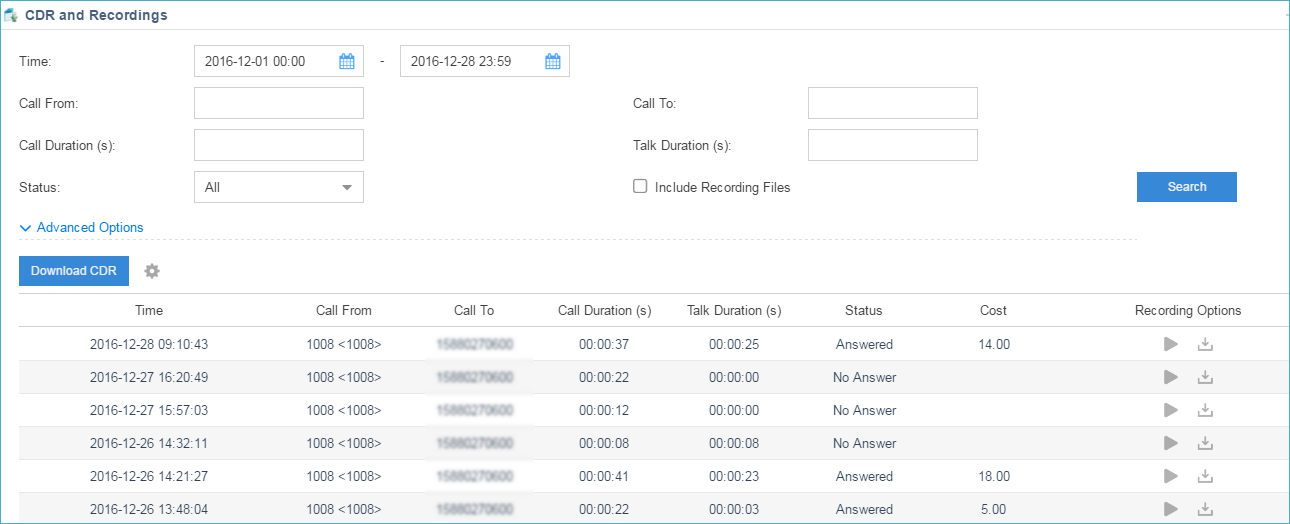 CDR and Recordings
Time: 2016-12-01 00:00 - 2016-12-28 23:59
Call From: Call To:
Call Duration (s): Talk Duration (s):
Status: All Include Recording Files Search
Advanced Options
Download CDR
Time Call From Call To Call Duration (s) Talk Duration (s) Status Cost Recording Options
2016-12-28 09:10:43 1008 <1008> 00:00:37 00:00:25 Answered 14.00
2016-12-27 16:20:49 1008 <1008> 00:00:22 00:00:00 No Answer
2016-12-27 15:57:03 1008 <1008> 00:00:12 00:00:00 No Answer
2016-12-26 14:32:11 1008 <1008> 00:00:08 00:00:08 No Answer
2016-12-26 14:21:27 1008 <1008> 00:00:41 00:00:23 Answered 18.00
2016-12-26 13:48:04 1008 <1008> 00:00:22 00:00:03 Answered 5.00